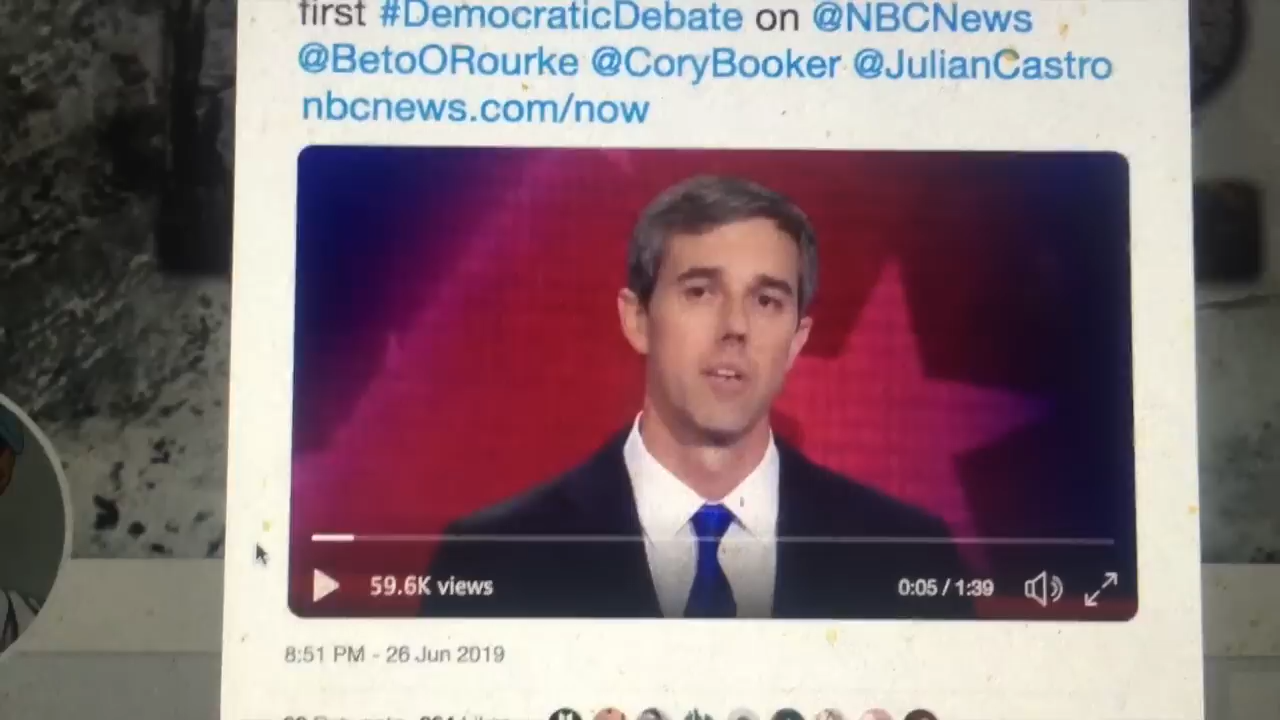 first #DemocraticDebate on @NBCNews
@BetoORourke @CoryBooker @JulianCastro
nbcnews.com/now
59.6K views
0:05 / 1:39
8:51 PM - 26 Jun 2019